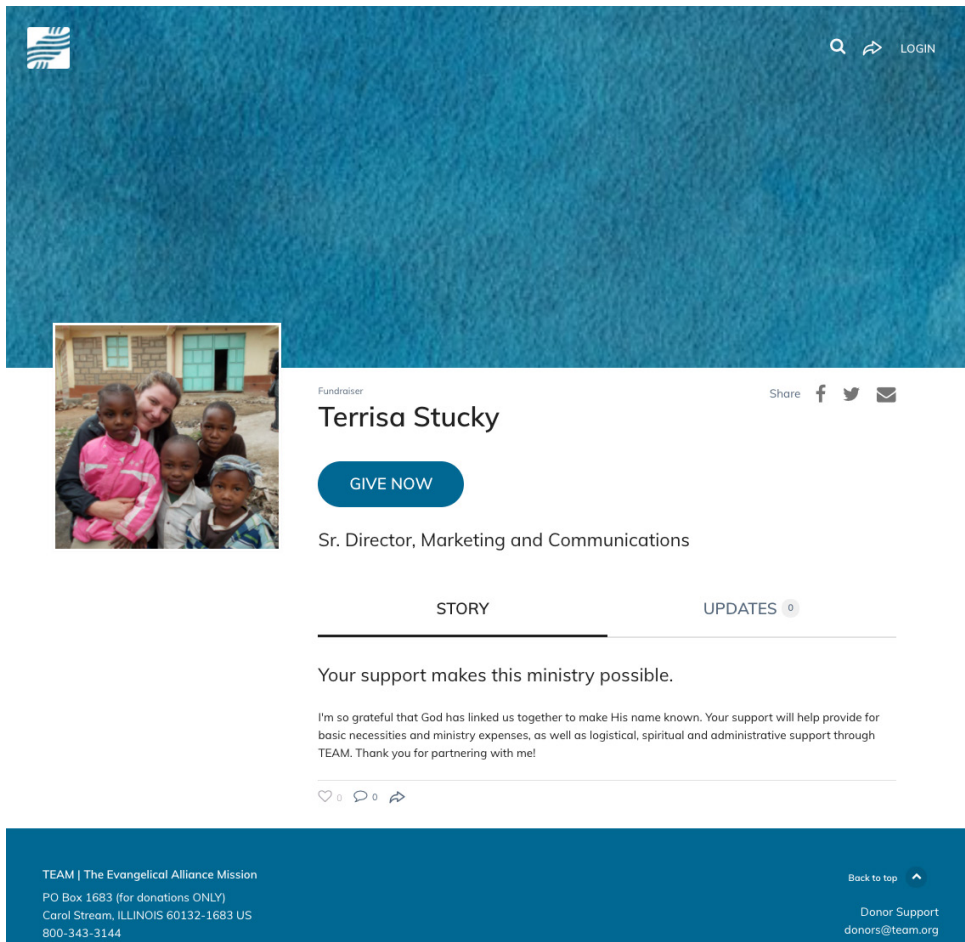 LOGIN
Fundraiser
Share
Terrisa Stucky
GIVE NOW
Sr. Director, Marketing and Communications
STORY
UPDATES 0
Your support makes this ministry possible.
I'm so grateful that God has linked us together to make His name known. Your support will help provide for
basic necessities and ministry expenses, as well as logistical, spiritual and administrative support through
TEAM. Thank you for partnering with me!
0 0
TEAM | The Evangelical Alliance Mission
PO Box 1683 (for donations ONLY)
Carol Stream, ILLINOIS 60132-1683 US
800-343-3144
Back to top
Donor Support
donors@team.org